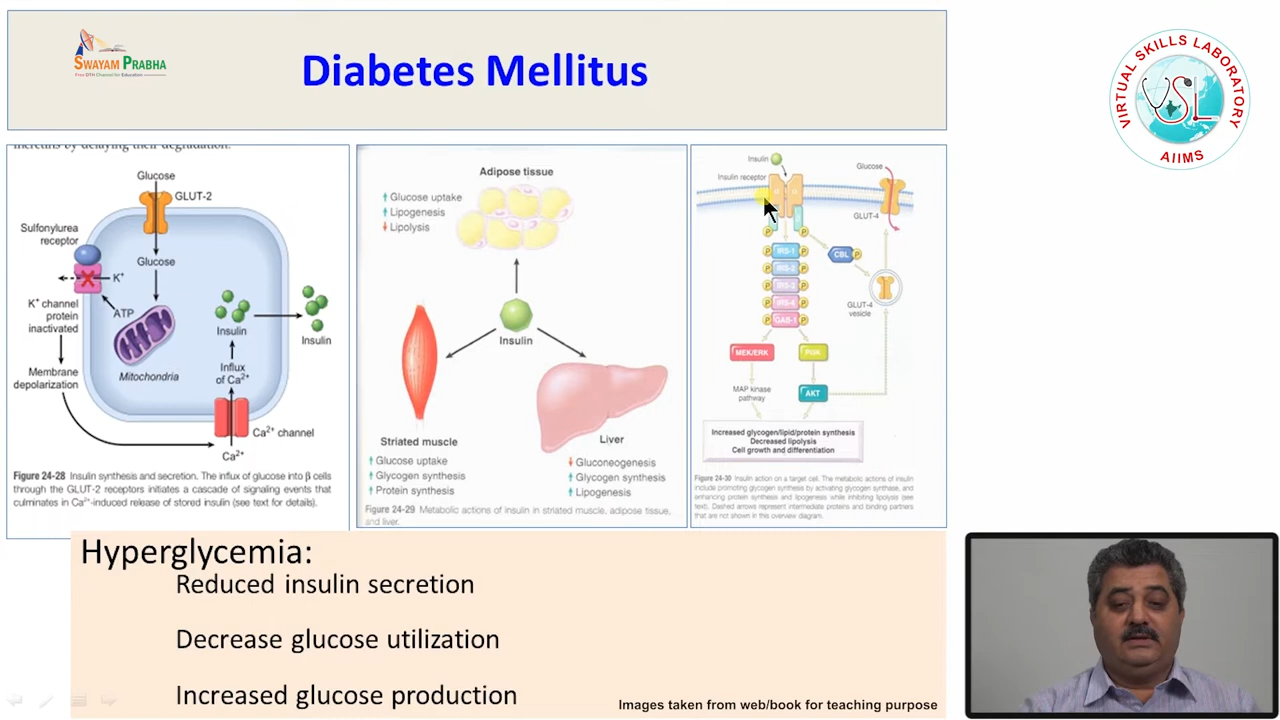 SWAYAM PRABHA
Diabetes Mellitus
VIRTUAL SKILLS LABORATORY
VSL
AIIMS
by delaying their degradation.
Glucose
GLUT-2
Sulfonylurea
receptor
Glucose
K⁺
K⁺ channel
protein
inactivated
ATP
Insulin
Insulin
Membrane
depolarization
Mitochondria
Influx
of Ca²⁺
Ca²⁺ channel
Ca²⁺
Figure 24-28 Insulin synthesis and secretion. The influx of glucose into β cells
through the GLUT-2 receptors initiates a cascade of signaling events that
culminates in Ca²⁺-induced release of stored insulin (see text for details).
Adipose tissue
Glucose uptake
Lipogenesis
Lipolysis
Insulin
Striated muscle
Glucose uptake
Glycogen synthesis
Protein synthesis
Liver
Gluconeogenesis
Glycogen synthesis
Lipogenesis
Figure 24-29 Metabolic actions of insulin in striated muscle, adipose tissue,
and liver.
Insulin
Insulin receptor
Glucose
GLUT-4
P
P
IRS-1
P
P
CBL
P
P
IRS-2
P
P
IRS-3
P
P
IRS-4
P
P
GAB-1
P
GLUT-4
vesicle
MEK/ERK
PI3K
MAP kinase
pathway
AKT
Increased glycogen/lipid/protein synthesis
Decreased lipolysis
Cell growth and differentiation
Figure 24-30 Insulin action on a target cell. The metabolic actions of insulin
include promoting glycogen synthesis by activating glycogen synthase, and
enhancing protein synthesis and lipogenesis while inhibiting lipolysis (see
text). Dashed arrows represent intermediate proteins and binding partners
that are not shown in this overview diagram.
Hyperglycemia:
Reduced insulin secretion
Decrease glucose utilization
Increased glucose production
Images taken from web/book for teaching purpose